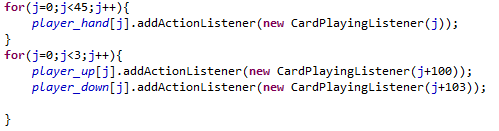 for(j=0;j<45;j++){
player_hand[j].addActionListener(new CardPlayingListener(j));
}
for(j=0;j<3;j++){
player_up[j].addActionListener(new CardPlayingListener(j+100));
player_down[j].addActionListener(new CardPlayingListener(j+103));
}